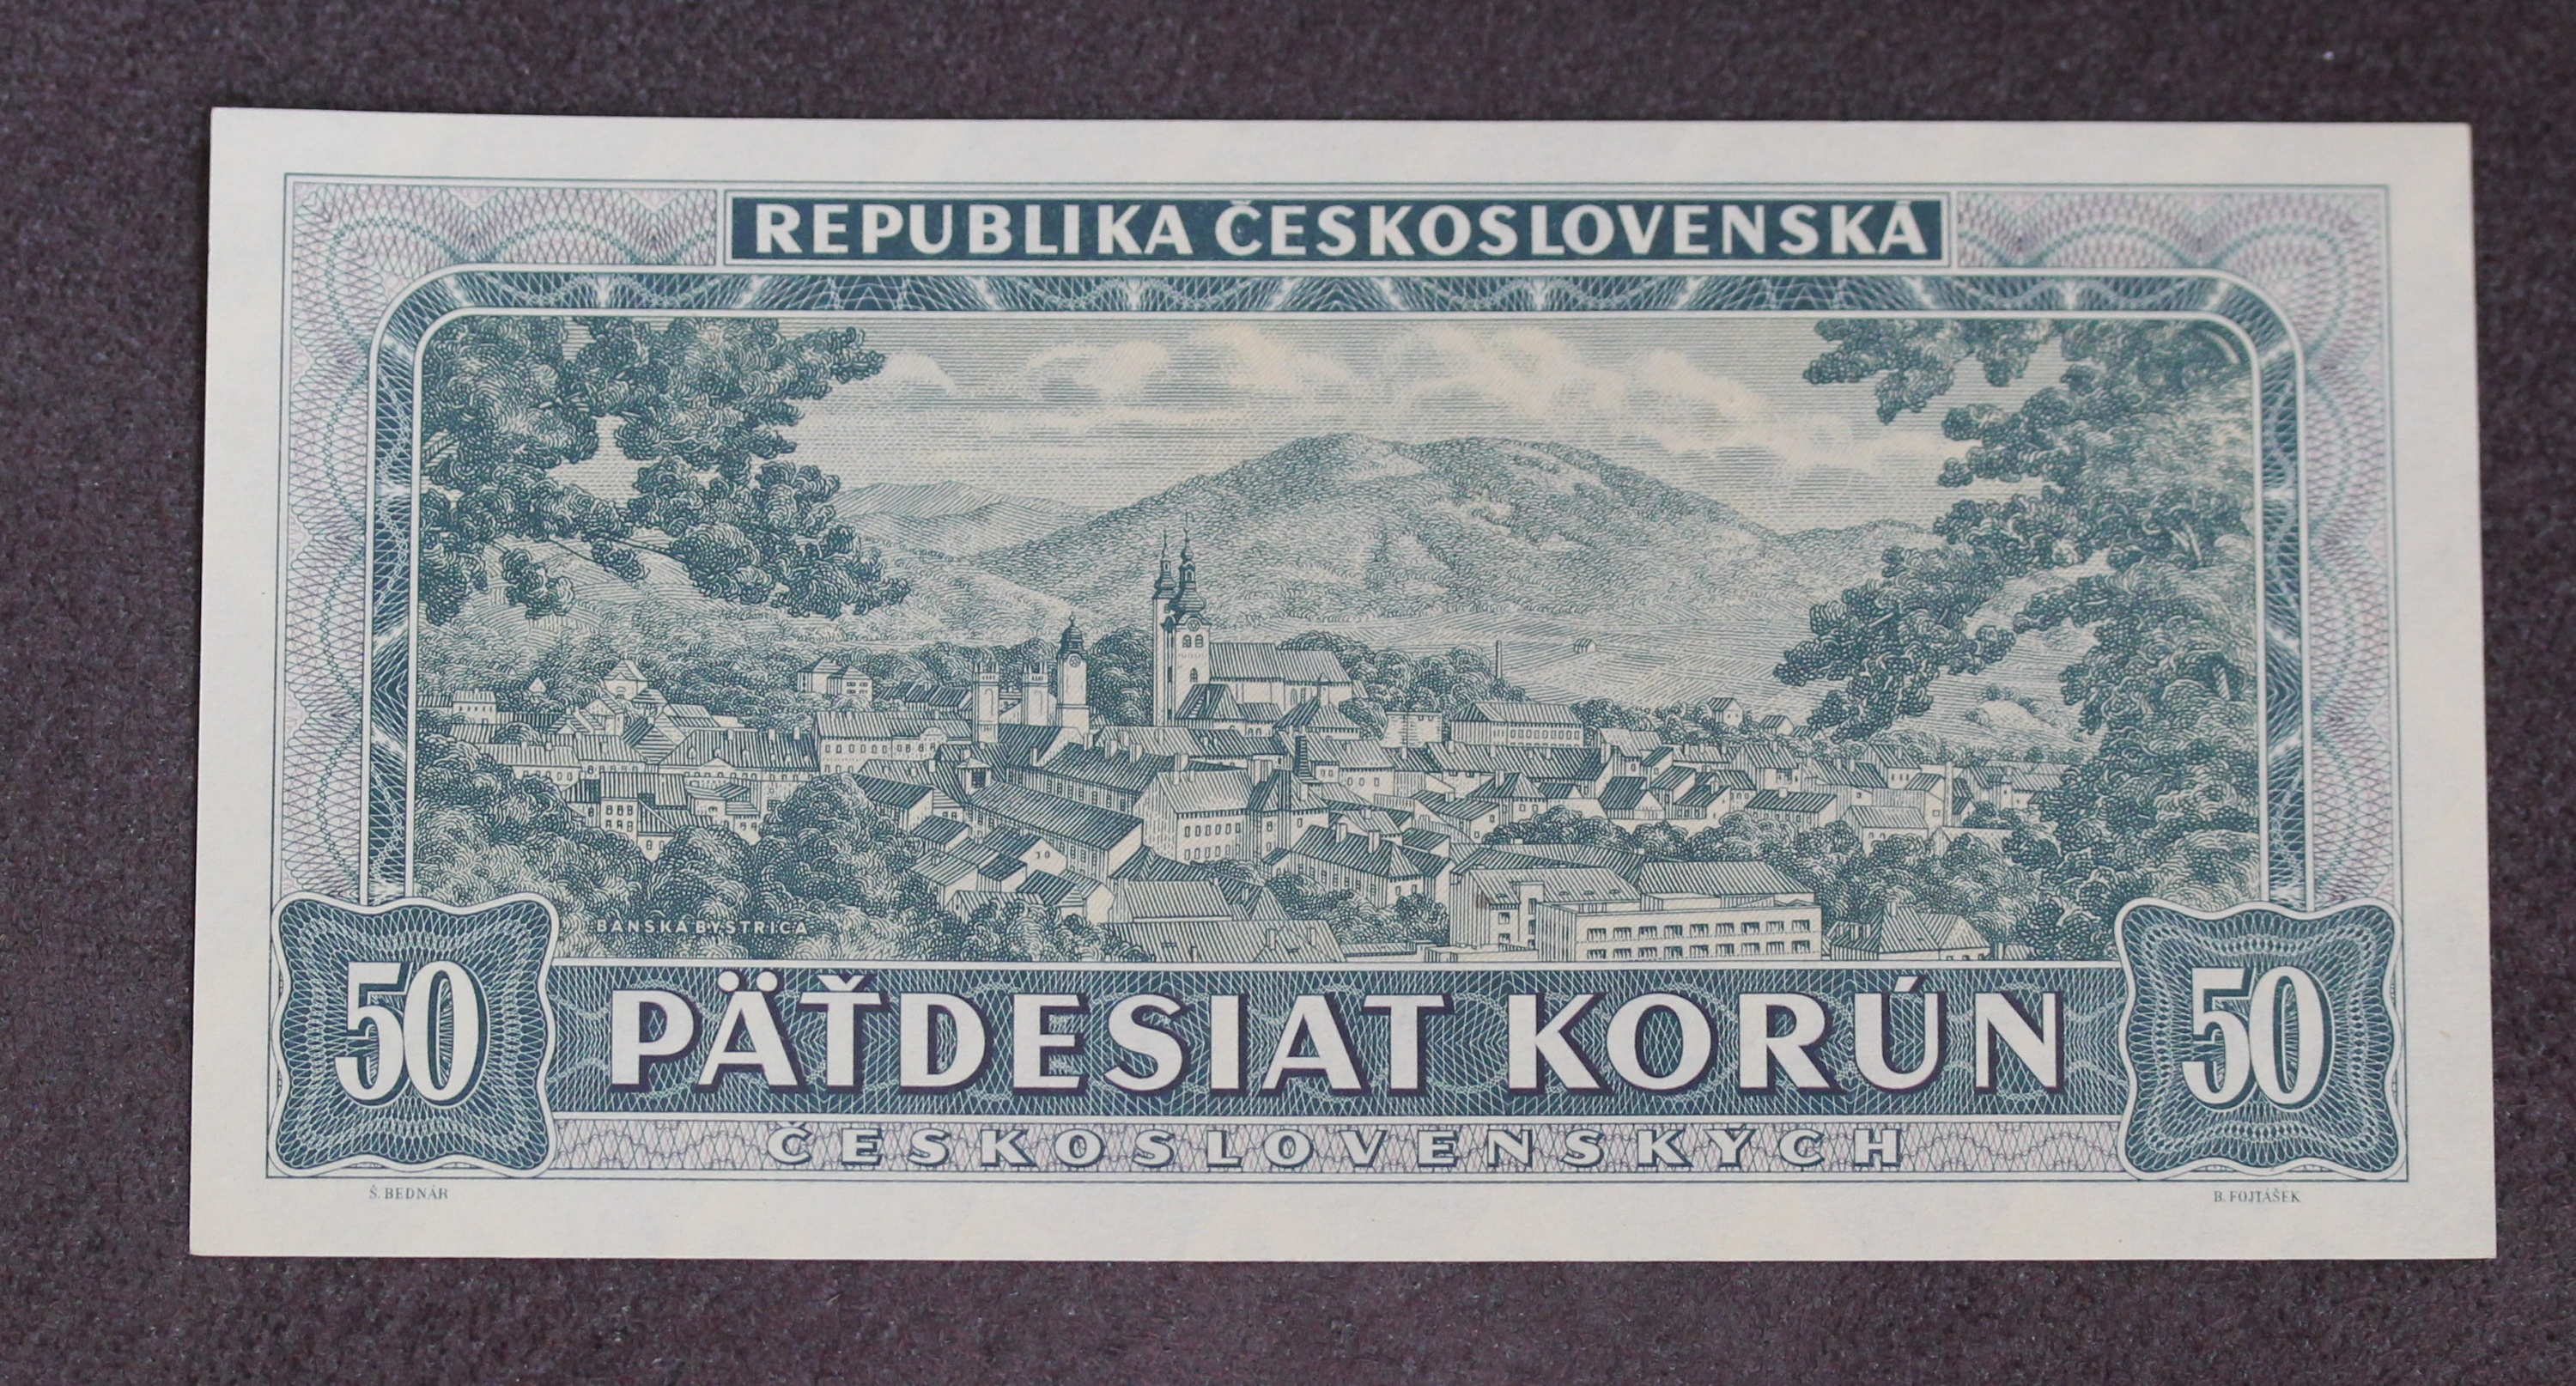 REPUBLIKA ČESKOSLOVENSKÁ
BANSKÁ BYSTRICA
50 PÄŤDESIAT KORÚN 50
ČESKOSLOVENSKÝCH
Š. BEDNÁR B. FOJTÁŠEK